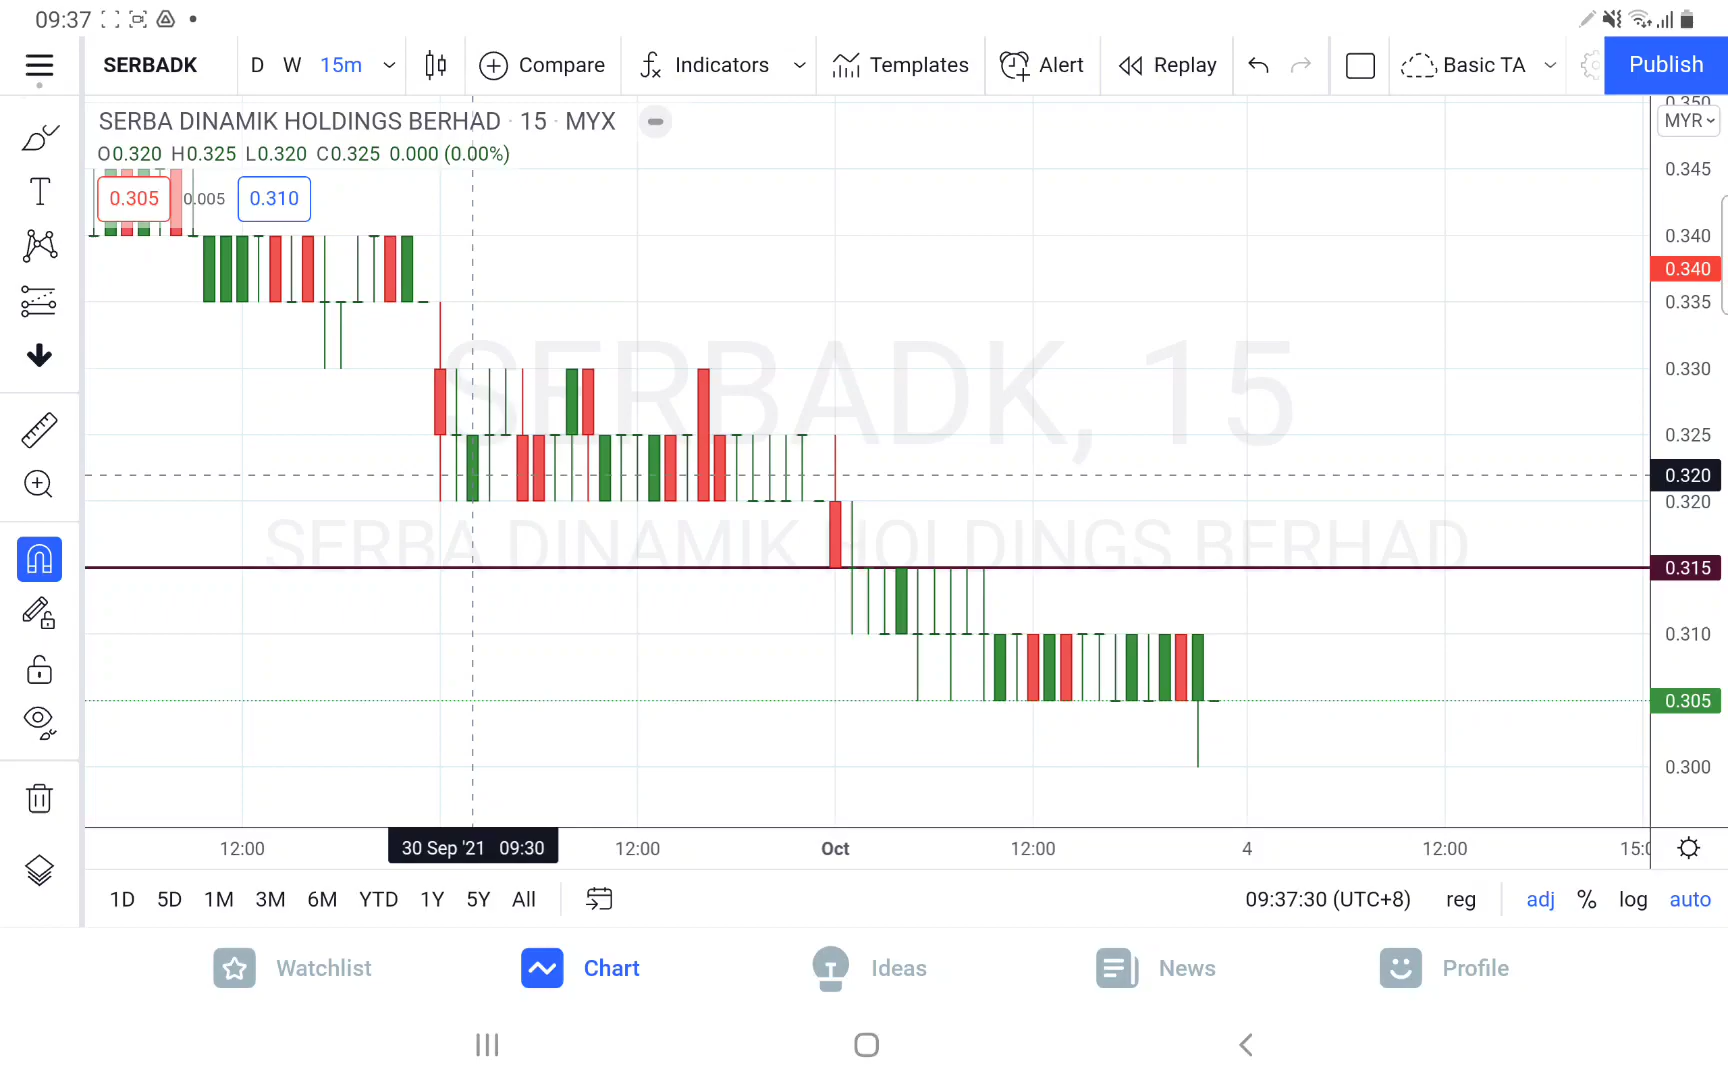 09:37
SERBADK D W 15m Compare Indicators Templates Alert Replay Basic TA Publish
SERBA DINAMIK HOLDINGS BERHAD · 15 · MYX
O0.320 H0.325 L0.320 C0.325 0.000 (0.00%)
0.305 0.005 0.310
SERBADK, 15
SERBA DINAMIK HOLDINGS BERHAD
0.350
MYR
0.345
0.340
0.340
0.335
0.330
0.325
0.320
0.320
0.315
0.310
0.305
0.300
12:00 30 Sep '21 09:30 12:00 Oct 12:00 4 12:00 15:0
1D 5D 1M 3M 6M YTD 1Y 5Y All 09:37:30 (UTC+8) reg adj % log auto
Watchlist Chart Ideas News Profile